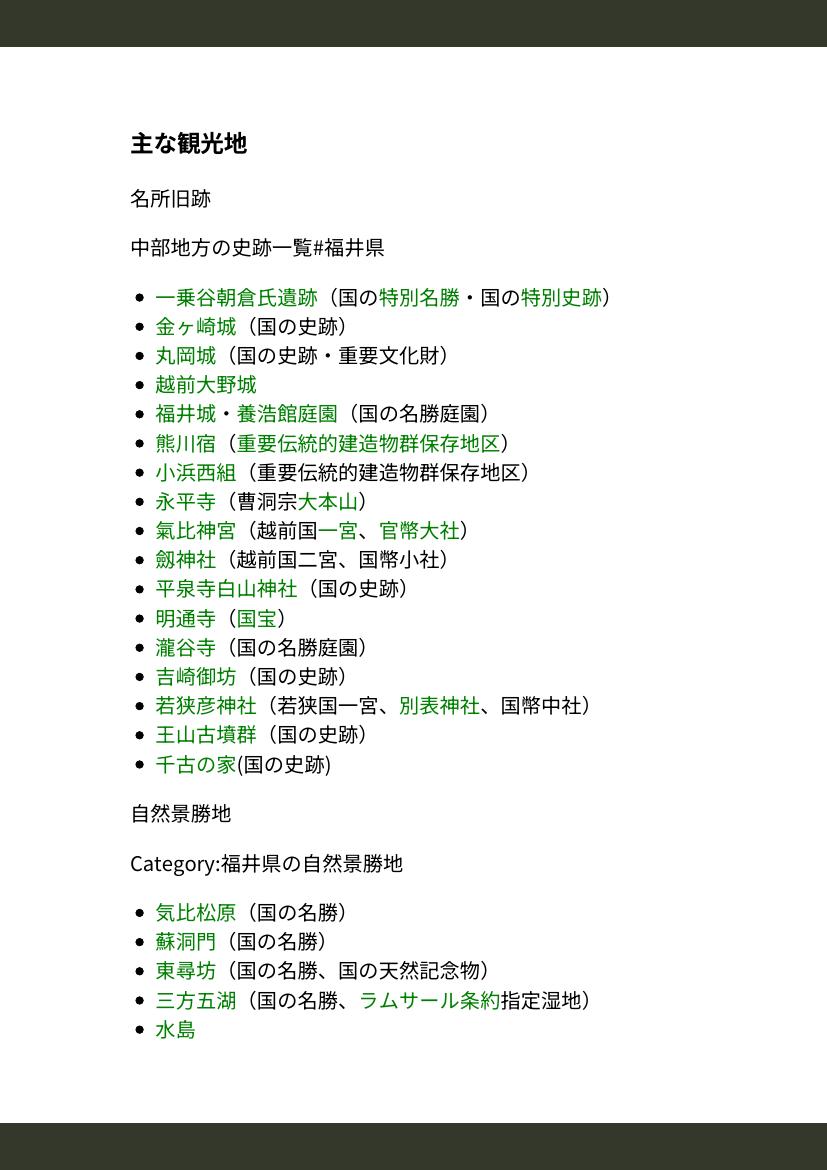 主な観光地
名所旧跡
中部地方の史跡一覧#福井県
一乗谷朝倉氏遺跡（国の特別名勝・国の特別史跡）
金ヶ崎城（国の史跡）
丸岡城（国の史跡・重要文化財）
越前大野城
福井城・養浩館庭園（国の名勝庭園）
熊川宿（重要伝統的建造物群保存地区）
小浜西組（重要伝統的建造物群保存地区）
永平寺（曹洞宗大本山）
氣比神宮（越前国一宮、官幣大社）
劔神社（越前国二宮、国幣小社）
平泉寺白山神社（国の史跡）
明通寺（国宝）
瀧谷寺（国の名勝庭園）
吉崎御坊（国の史跡）
若狭彦神社（若狭国一宮、別表神社、国幣中社）
王山古墳群（国の史跡）
千古の家(国の史跡)
自然景勝地
Category:福井県の自然景勝地
気比松原（国の名勝）
蘇洞門（国の名勝）
東尋坊（国の名勝、国の天然記念物）
三方五湖（国の名勝、ラムサール条約指定湿地）
水島